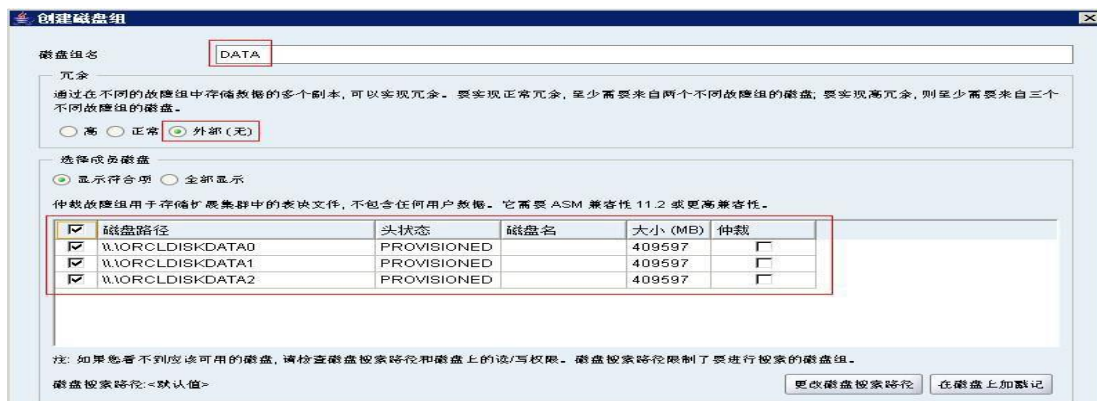 创建磁盘组
磁盘组名 DATA
冗余
通过在不同的故障组中存储数据的多个副本, 可以实现冗余。要实现正常冗余, 至少需要来自两个不同故障组的磁盘; 要实现高冗余, 则至少需要来自三个
不同故障组的磁盘。
高 正常 外部 (无)
选择成员磁盘
显示符合项 全部显示
仲裁故障组用于存储扩展集群中的表决文件, 不包含任何用户数据。它需要 ASM 兼容性 11.2 或更高兼容性。
磁盘路径 头状态 磁盘名 大小 (MB) 仲裁
\\.\ORCLDISKDATA0 PROVISIONED 409597
\\.\ORCLDISKDATA1 PROVISIONED 409597
\\.\ORCLDISKDATA2 PROVISIONED 409597
注: 如果您看不到应该可用的磁盘, 请检查磁盘搜索路径和磁盘上的读/写权限。磁盘搜索路径限制了要进行搜索的磁盘组。
磁盘搜索路径:<默认值> 更改磁盘搜索路径 在磁盘上加戳记